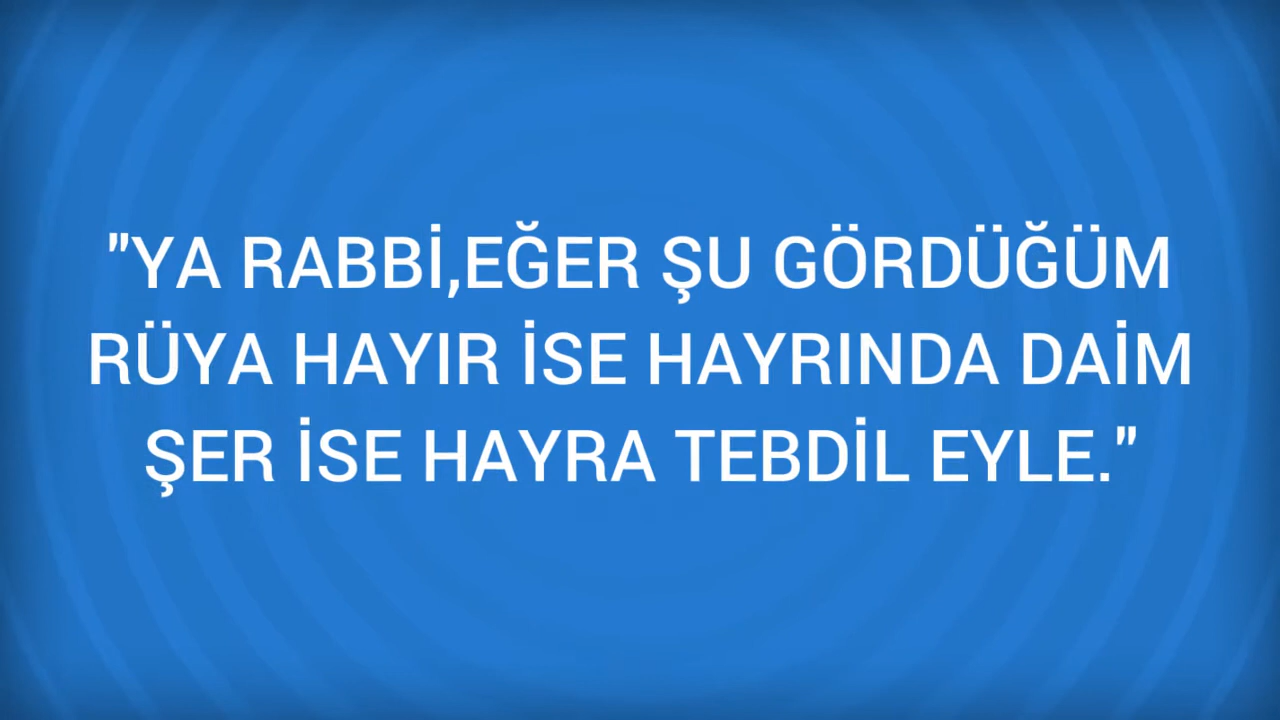 "YA RABBİ,EĞER ŞU GÖRDÜĞÜM
RÜYA HAYIR İSE HAYRINDA DAİM
ŞER İSE HAYRA TEBDİL EYLE."